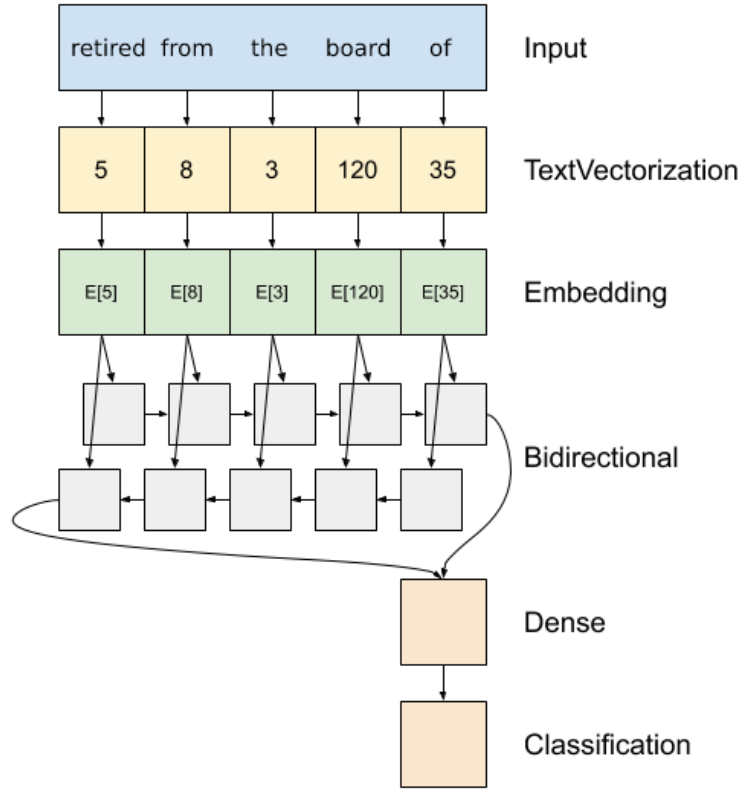 retired from the board of
Input
5 8 3 120 35
TextVectorization
E[5] E[8] E[3] E[120] E[35]
Embedding
Bidirectional
Dense
Classification